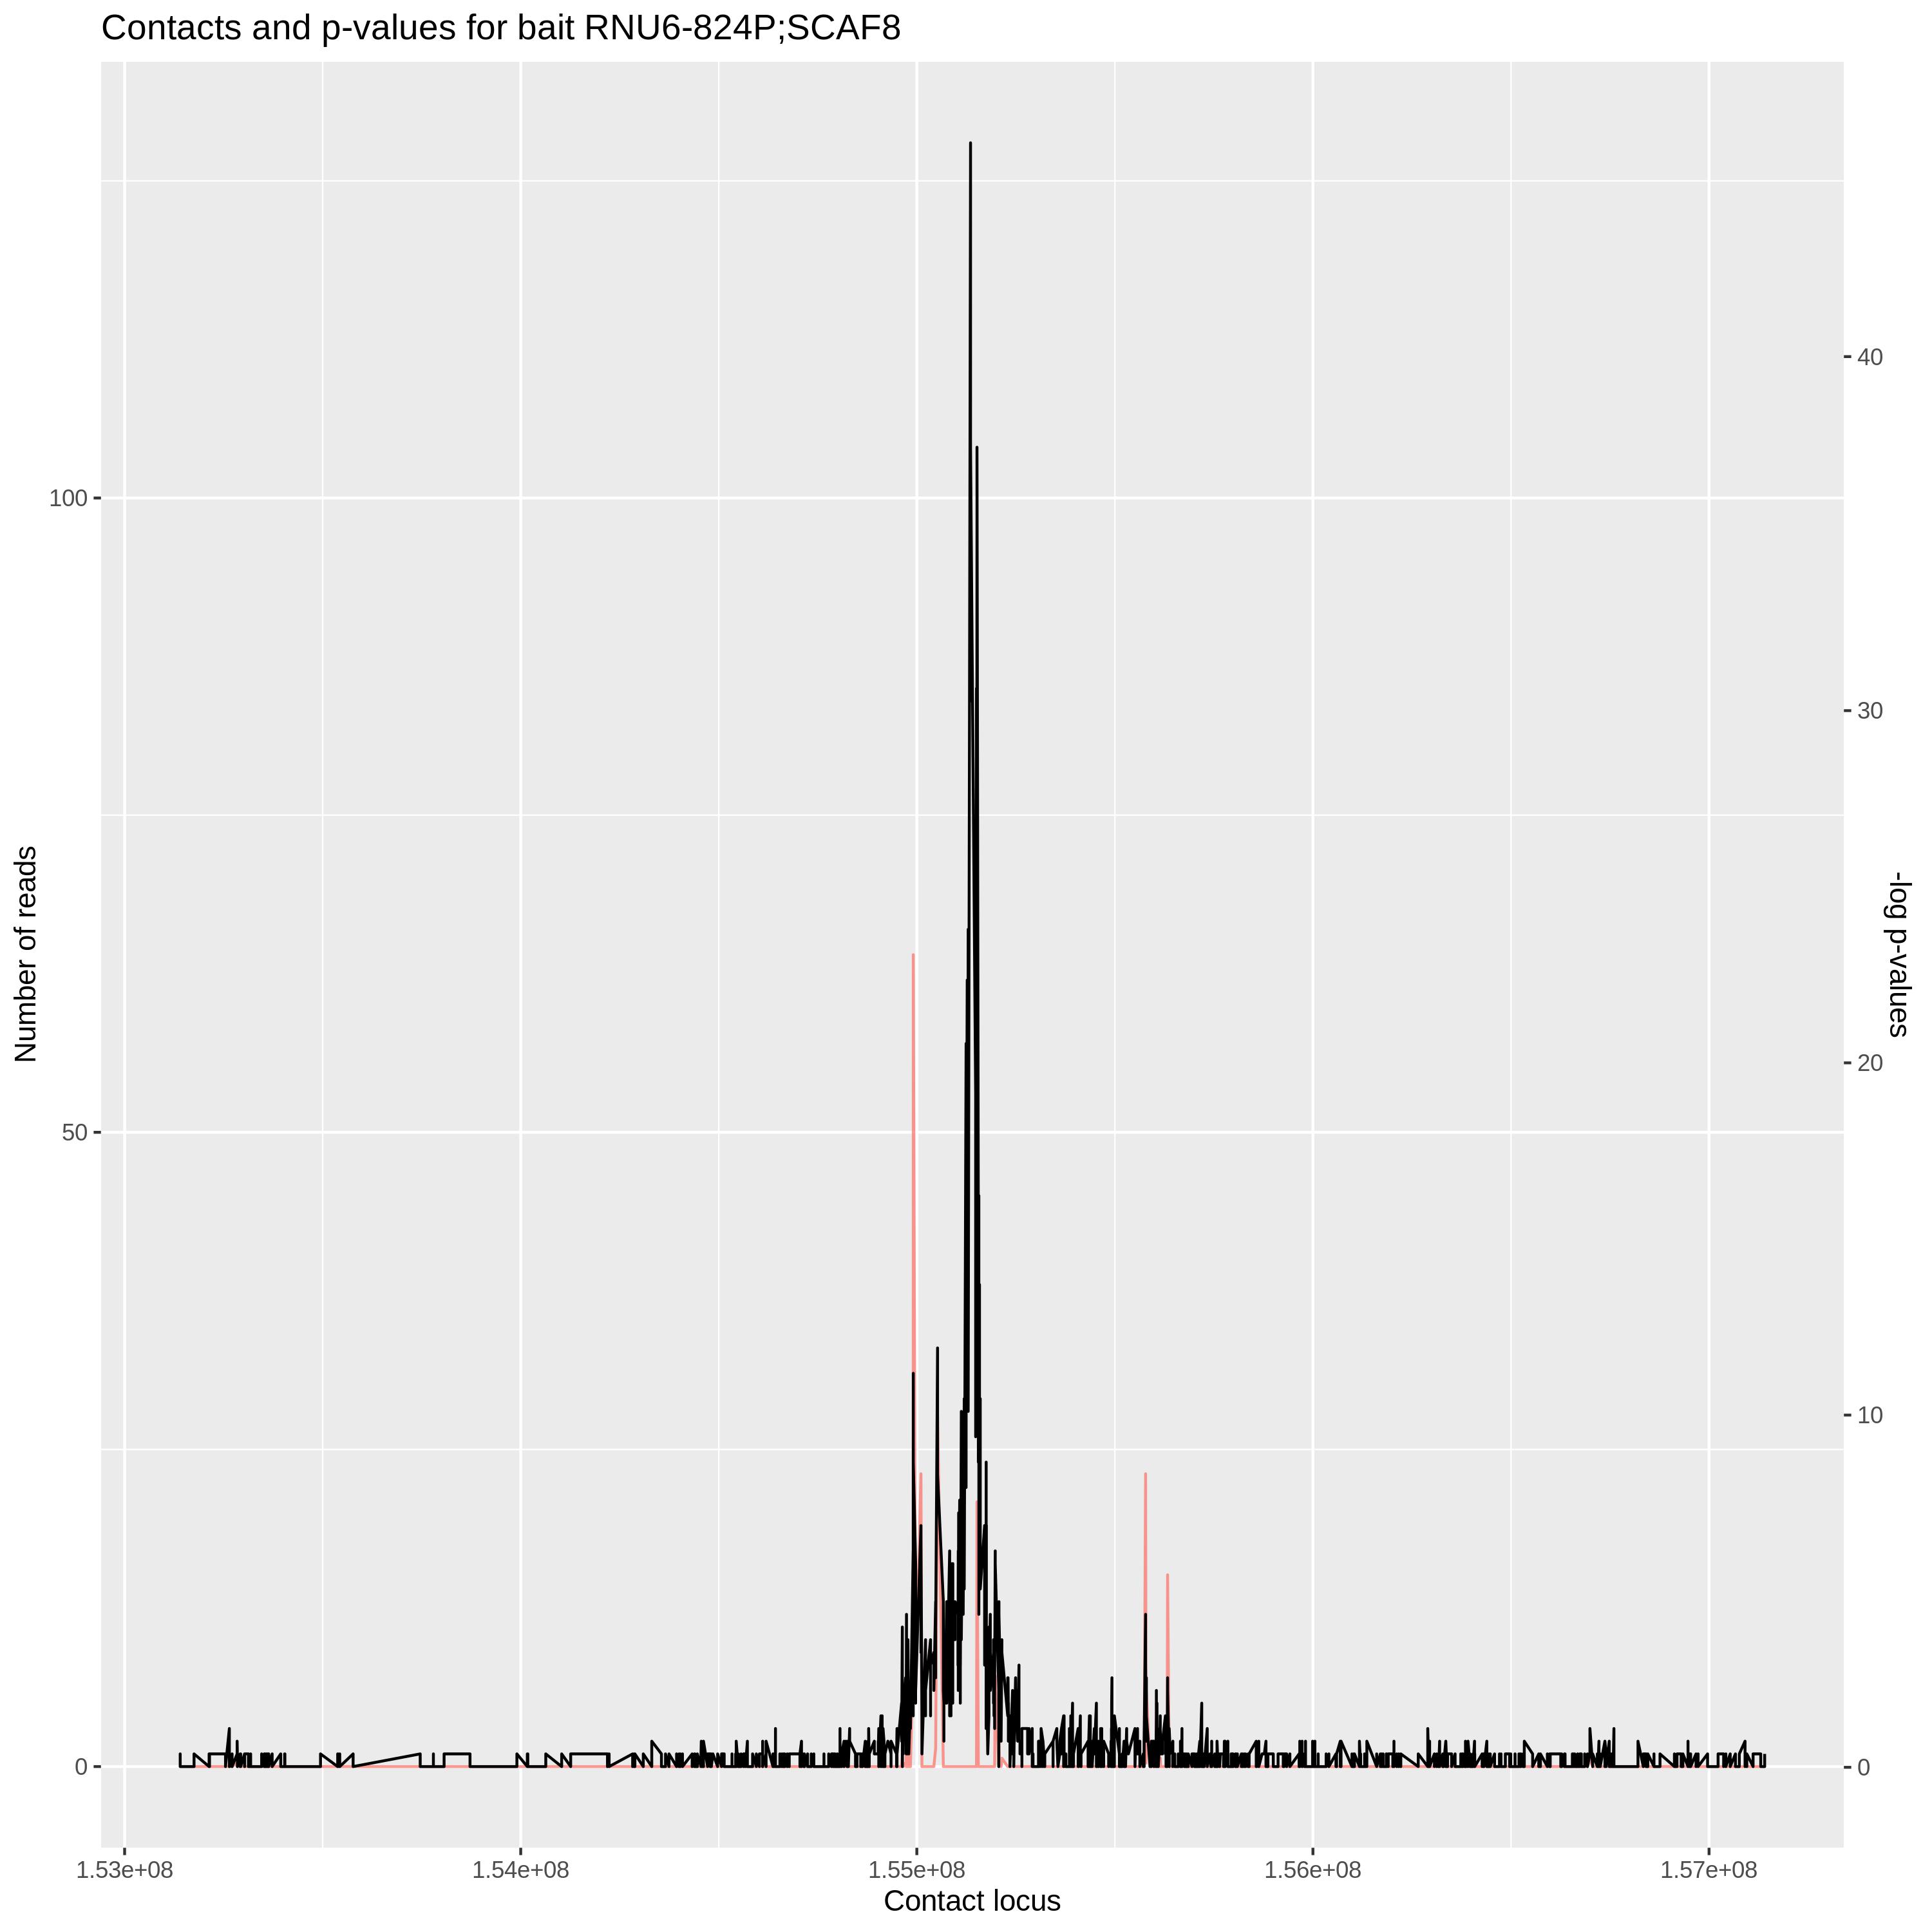 Contacts and p-values for bait RNU6-824P;SCAF8
100
50
0
Number of reads
40
30
20
10
0
-log p-values
1.53e+08
1.54e+08
1.55e+08
1.56e+08
1.57e+08
Contact locus